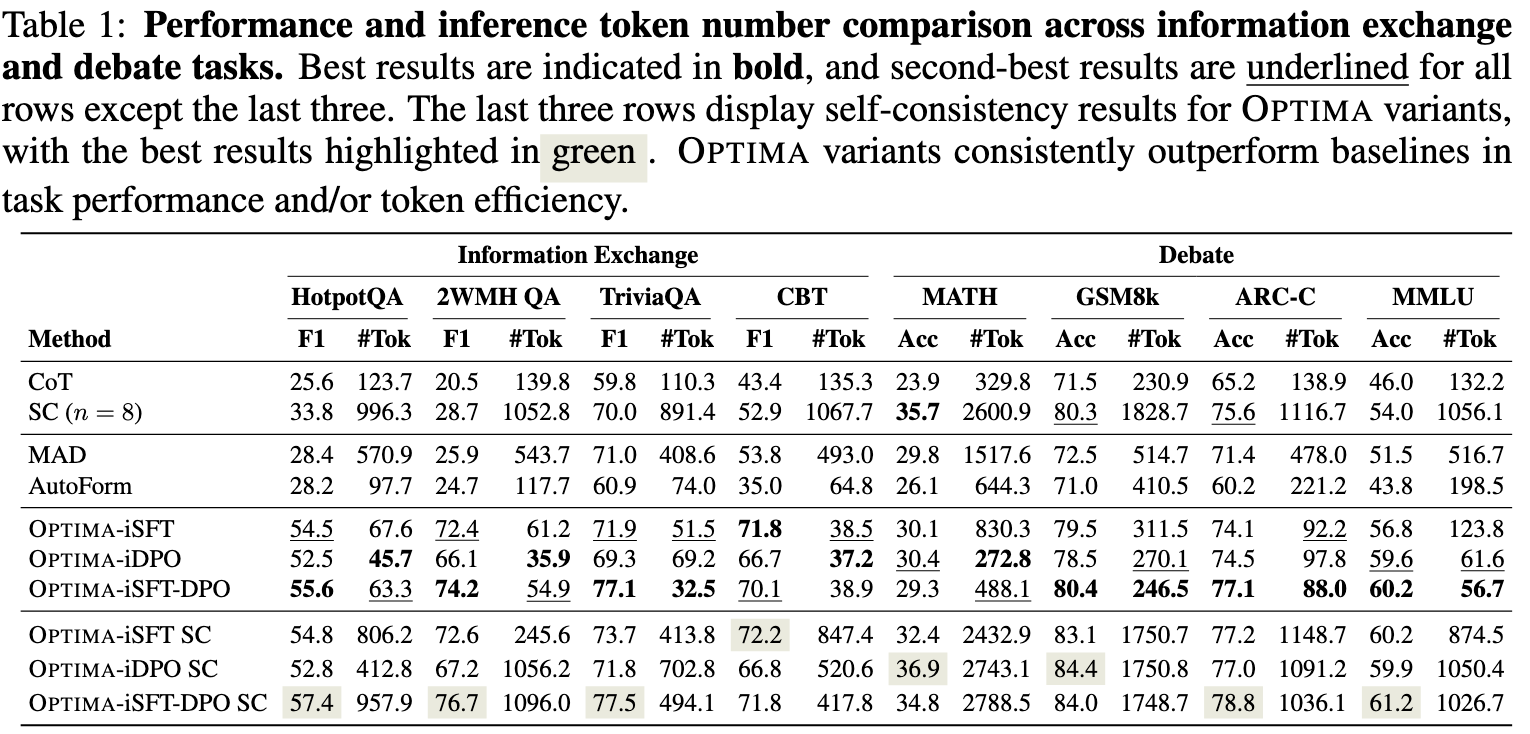 Table 1: Performance and inference token number comparison across information exchange
and debate tasks. Best results are indicated in bold, and second-best results are underlined for all
rows except the last three. The last three rows display self-consistency results for OPTIMA variants,
with the best results highlighted in green . OPTIMA variants consistently outperform baselines in
task performance and/or token efficiency.
Information Exchange Debate
HotpotQA 2WMH QA TriviaQA CBT MATH GSM8k ARC-C MMLU
Method F1 #Tok F1 #Tok F1 #Tok F1 #Tok Acc #Tok Acc #Tok Acc #Tok Acc #Tok
CoT 25.6 123.7 20.5 139.8 59.8 110.3 43.4 135.3 23.9 329.8 71.5 230.9 65.2 138.9 46.0 132.2
SC (n = 8) 33.8 996.3 28.7 1052.8 70.0 891.4 52.9 1067.7 35.7 2600.9 80.3 1828.7 75.6 1116.7 54.0 1056.1
MAD 28.4 570.9 25.9 543.7 71.0 408.6 53.8 493.0 29.8 1517.6 72.5 514.7 71.4 478.0 51.5 516.7
AutoForm 28.2 97.7 24.7 117.7 60.9 74.0 35.0 64.8 26.1 644.3 71.0 410.5 60.2 221.2 43.8 198.5
OPTIMA-iSFT 54.5 67.6 72.4 61.2 71.9 51.5 71.8 38.5 30.1 830.3 79.5 311.5 74.1 92.2 56.8 123.8
OPTIMA-iDPO 52.5 45.7 66.1 35.9 69.3 69.2 66.7 37.2 30.4 272.8 78.5 270.1 74.5 97.8 59.6 61.6
OPTIMA-iSFT-DPO 55.6 63.3 74.2 54.9 77.1 32.5 70.1 38.9 29.3 488.1 80.4 246.5 77.1 88.0 60.2 56.7
OPTIMA-iSFT SC 54.8 806.2 72.6 245.6 73.7 413.8 72.2 847.4 32.4 2432.9 83.1 1750.7 77.2 1148.7 60.2 874.5
OPTIMA-iDPO SC 52.8 412.8 67.2 1056.2 71.8 702.8 66.8 520.6 36.9 2743.1 84.4 1750.8 77.0 1091.2 59.9 1050.4
OPTIMA-iSFT-DPO SC 57.4 957.9 76.7 1096.0 77.5 494.1 71.8 417.8 34.8 2788.5 84.0 1748.7 78.8 1036.1 61.2 1026.7